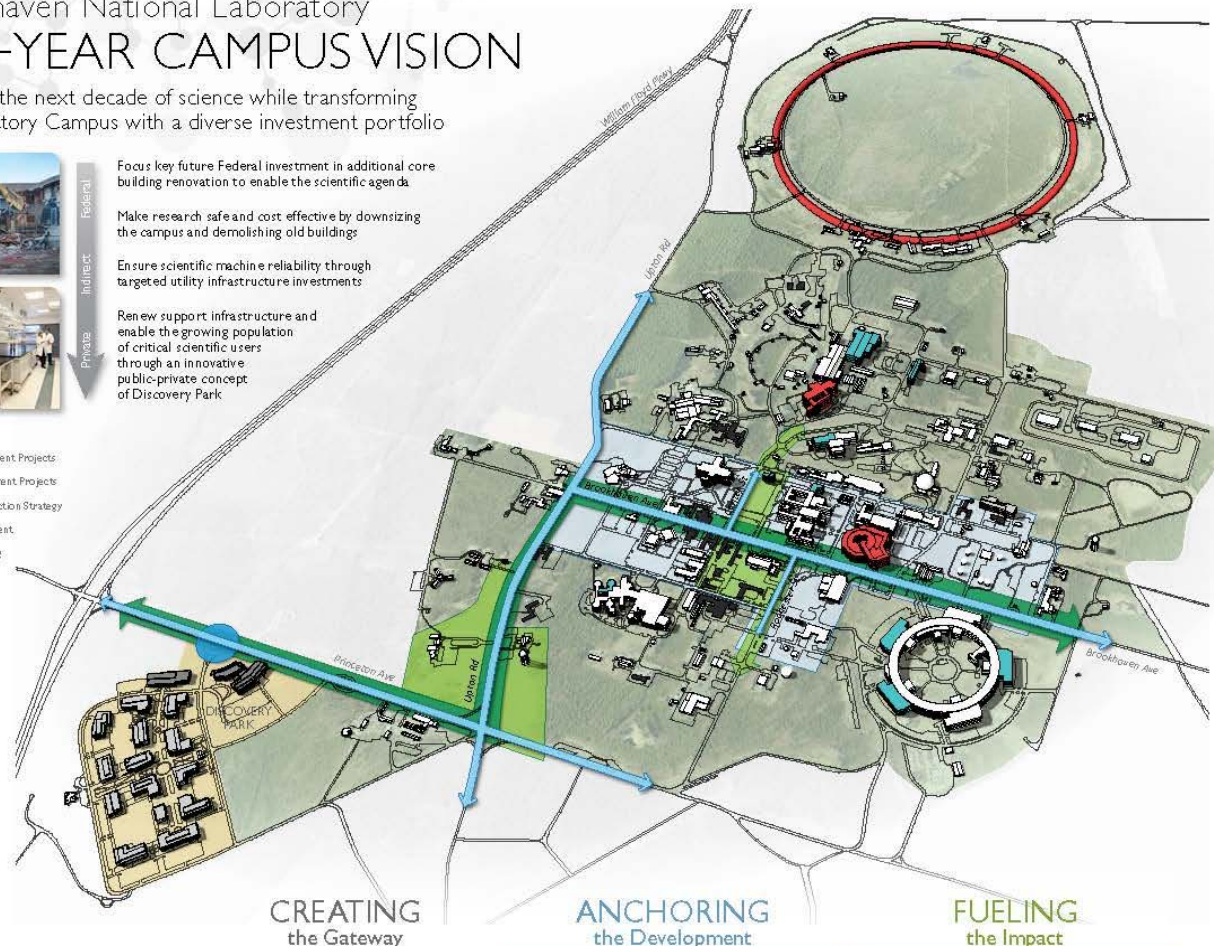 haven National Laboratory
-YEAR CAMPUS VISION
the next decade of science while transforming
tory Campus with a diverse investment portfolio
Federal
Indirect
Private
Focus key future Federal investment in additional core
building renovation to enable the scientific agenda
Make research safe and cost effective by downsizing
the campus and demolishing old buildings
Ensure scientific machine reliability through
targeted utility infrastructure investments
Renew support infrastructure and
enable the growing population
of critical scientific users
through an innovative
public-private concept
of Discovery Park
ent Projects
ent Projects
ction Strategy
ent
William Floyd Pkwy
Upton Rd
Brookhaven Ave
Princeton Ave
Upton Rd
Brookhaven Ave
DISCOVERY
PARK
CREATING
the Gateway
ANCHORING
the Development
FUELING
the Impact